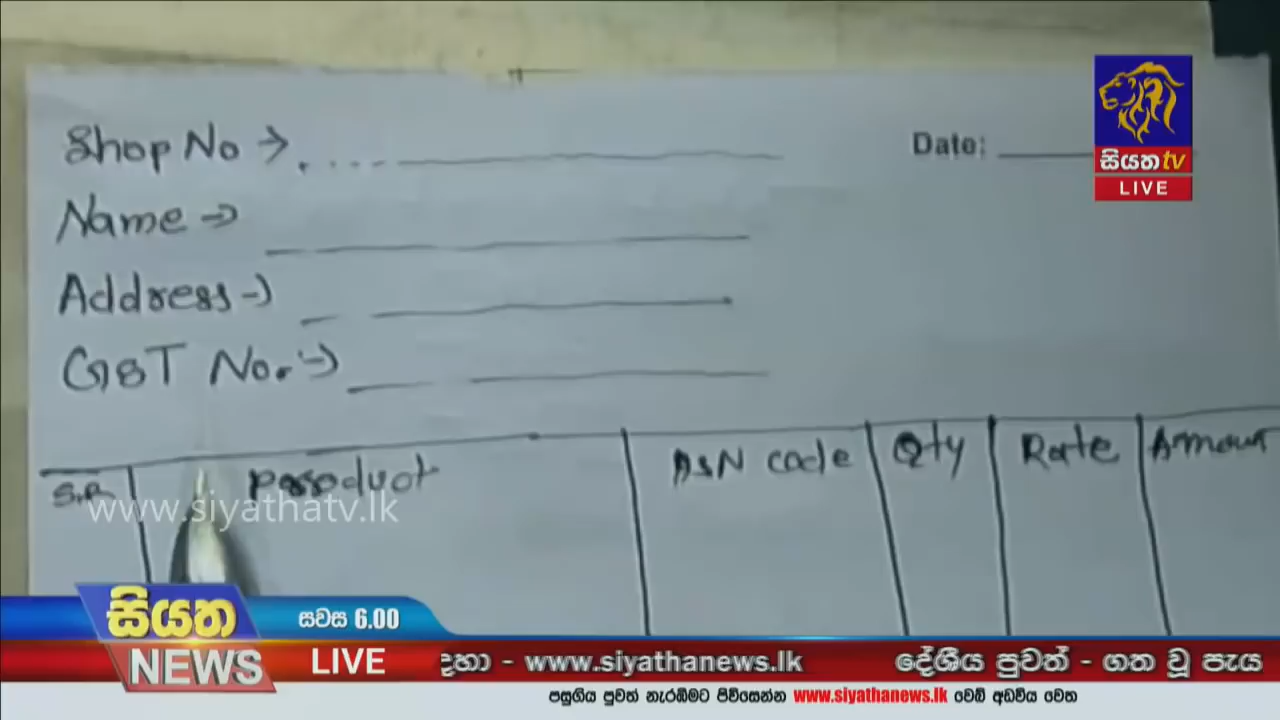 Shop No → .....
Date:
සියත tv
LIVE
Name →
Address -
GST No. -
S.R Peroduct HSN code Qty Rate Amount
www.siyathatv.lk
සියත
සවස 6.00
NEWS LIVE
දහා - www.siyathanews.lk දේශීය පුවත් - ගත වූ පැය
පසුගිය පුවත් නැරඹීමට පිවිසෙන්න www.siyathanews.lk වෙබ් අඩවිය වෙත